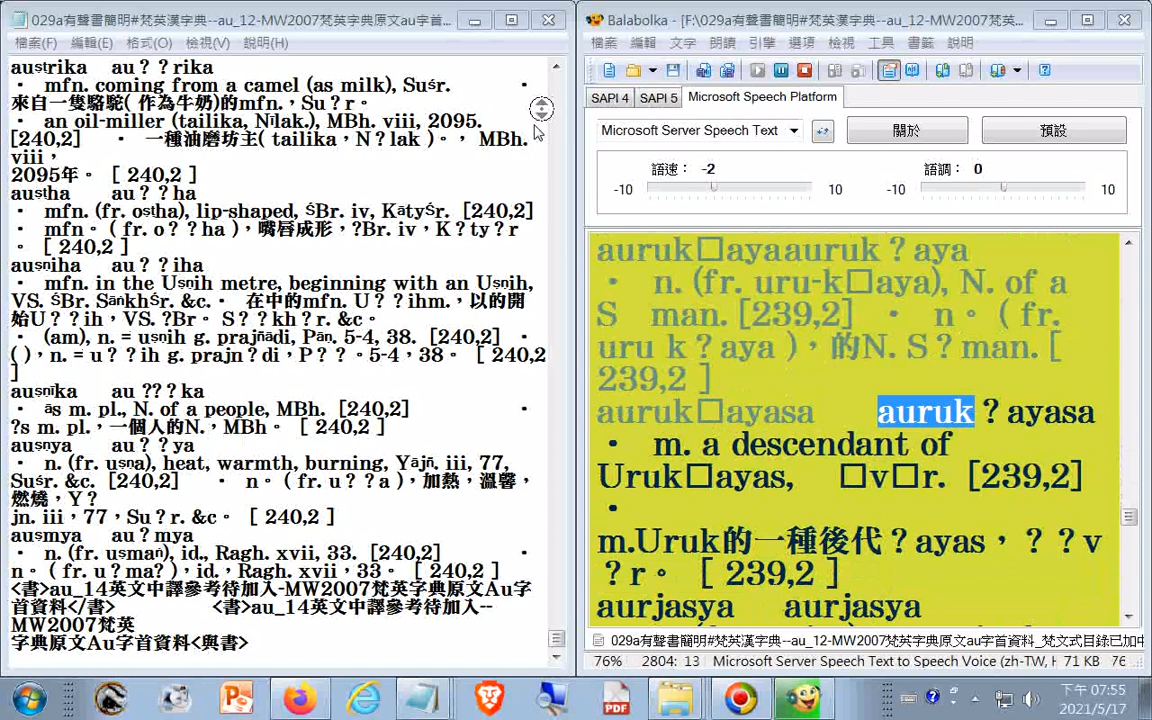 029a有聲書簡明#梵英漢字典--au_12-MW2007梵英字典原文au字首...
檔案(F) 編輯(E) 格式(O) 檢視(V) 說明(H)
auṣṭrika au??rika
• mfn. coming from a camel (as milk), Suśr. •
來自一隻駱駝( 作為牛奶)的mfn.，Su?r。
• an oil-miller (tailika, Nīlak.), MBh. viii, 2095.
[240,2] • 一種油磨坊主( tailika，N?lak )。， MBh.
viii，
2095年。 [ 240,2 ]
auṣṭha au??ha
• mfn. (fr. oṣṭha), lip-shaped, ŚBr. iv, KātyŚr. [240,2]
• mfn。( fr. o??ha )，嘴唇成形，?Br. iv，K?ty?r
。 [ 240,2 ]
auṣṇiha au??iha
• mfn. in the Uṣṇih metre, beginning with an Uṣṇih,
VS. ŚBr. SāṅkhŚr. &c. • 在中的mfn. U??ihm.，以的開
始U??ih，VS. ?Br。 S??kh?r. &c。
• (am), n. = uṣṇih g. prajñādi, Pāṇ. 5-4, 38. [240,2]
( )，n. = u??ih g. prajn?di，P??。5-4，38。 [ 240,2
]
auṣṇīka au???ka
• ās m. pl., N. of a people, MBh. [240,2] •
?s m. pl.，一個人的N.，MBh。 [ 240,2 ]
auṣṇya au??ya
• n. (fr. uṣṇa), heat, warmth, burning, Yājñ. iii, 77,
Suśr. &c. [240,2] • n。( fr. u??a )，加熱，溫馨，
燃燒，Y?
jn. iii，77，Su?r. &c。 [ 240,2 ]
auṣmya au?mya
• n. (fr. uṣman), id., Ragh. xvii, 33. [240,2] •
n。( fr. u?ma?)，id.，Ragh. xvii，33。 [ 240,2 ]
<書>au_14英文中譯參考待加入-MW2007梵英字典原文Au字
首資料</書> <書>au_14英文中譯參考待加入--
MW2007梵英
字典原文Au字首資料<與書>
Balabolka - [F:\029a有聲書簡明#梵英漢字典--au_12-MW2007梵英...
檔案 編輯 文字 朗讀 引擎 選項 檢視 工具 書籤 說明
SAPI 4 SAPI 5 Microsoft Speech Platform
Microsoft Server Speech Text 關於 預設
語速： -2 語調： 0
-10 10 -10 10
auruk□ayaauruk?aya
• n. (fr. uru-k□aya), N. of a
S man. [239,2] • n。( fr.
uru k?aya )，的N. S?man. [
239,2 ]
auruk□ayasa auruk?ayasa
• m. a descendant of
Uruk□ayas, □v□r. [239,2]
•
m.Uruk的一種後代?ayas，??v
?r。 [ 239,2 ]
aurjasya aurjasya
029a有聲書簡明#梵英漢字典--au_12-MW2007梵英字典原文au字首資料_梵文式目錄已加中
76% 2804: 13 Microsoft Server Speech Text to Speech Voice (zh-TW, H 71 KB 76
下午 07:55
2021/5/17